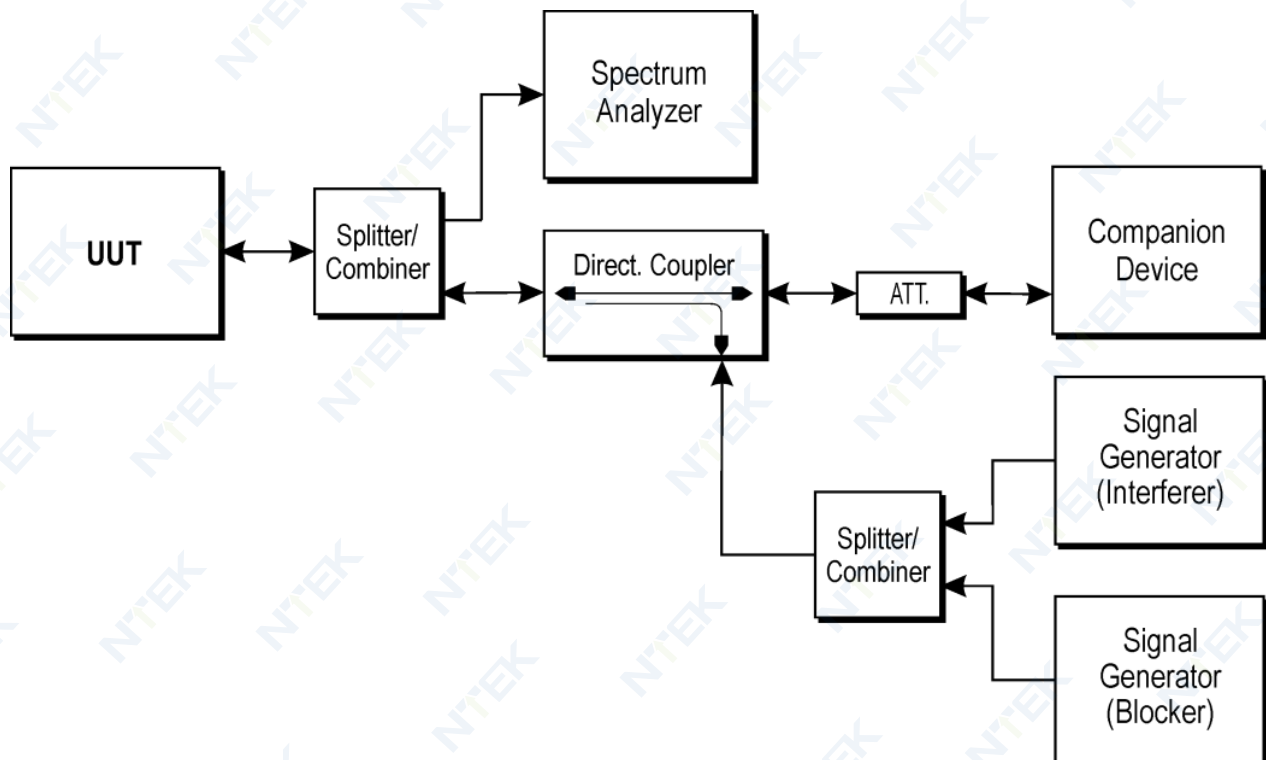 Spectrum
Analyzer
UUT
Splitter/
Combiner
Direct. Coupler
ATT.
Companion
Device
Signal
Generator
(Interferer)
Splitter/
Combiner
Signal
Generator
(Blocker)
NTEK